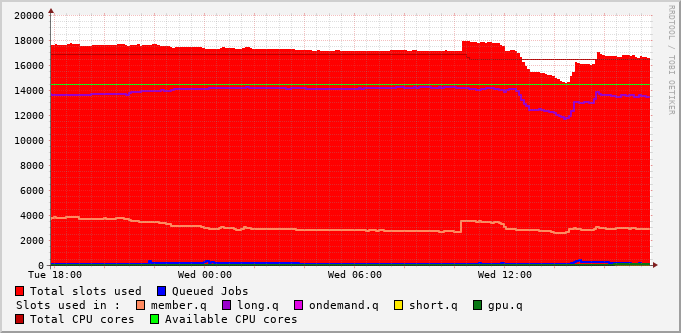 20000
18000
16000
14000
12000
10000
8000
6000
4000
2000
0
Tue 18:00 Wed 00:00 Wed 06:00 Wed 12:00
Total slots used Queued Jobs
Slots used in : member.q long.q ondemand.q short.q gpu.q
Total CPU cores Available CPU cores
RRDTOOL / TOBI OETIKER